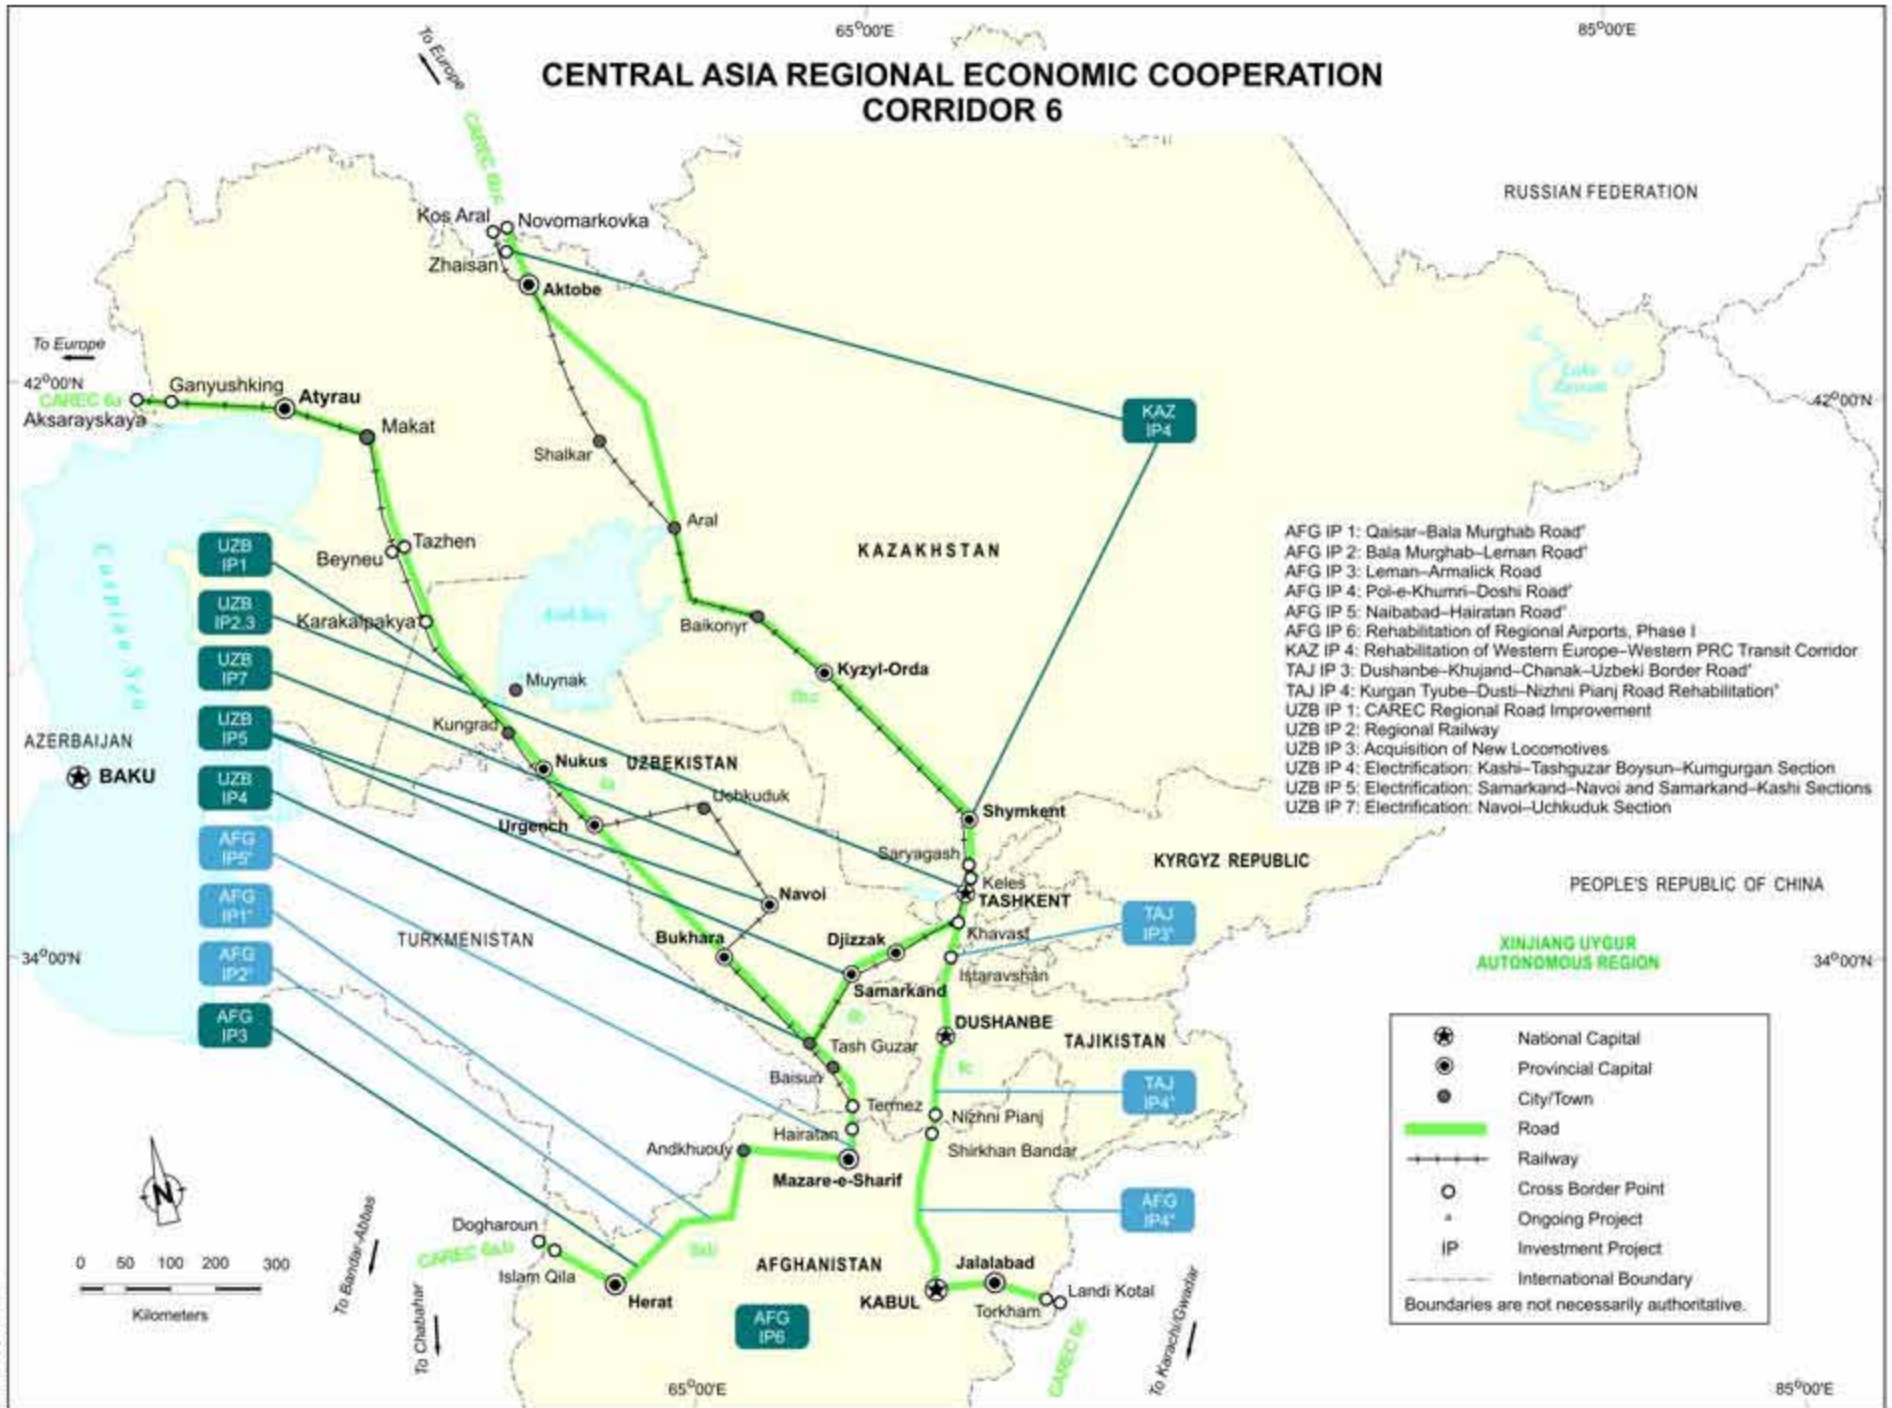 65°00'E
85°00'E
CENTRAL ASIA REGIONAL ECONOMIC COOPERATION
CORRIDOR 6
To Europe
RUSSIAN FEDERATION
Kos Aral
Novomarkovka
Zhaisan
Aktobe
To Europe
42°00'N
CAREC 6a
Aksarayskaya
Ganyushking
Atyrau
Makat
KAZ
IP4
42°00'N
Shalkar
Aral
Caspian Sea
Aral Sea
Beyneu
Tazhen
KAZAKHSTAN
Karakalpakya
Baikonyr
Kyzyl-Orda
Muynak
Kungrad
Nukus
UZBEKISTAN
Uchkuduk
Urgench
Shymkent
AZERBAIJAN
BAKU
UZB
IP1
UZB
IP2.3
UZB
IP7
UZB
IP5
UZB
IP4
AFG
IP5*
AFG
IP1*
AFG
IP2*
AFG
IP3
AFG IP 1: Qaisar–Bala Murghab Road*
AFG IP 2: Bala Murghab–Leman Road*
AFG IP 3: Leman–Armalick Road
AFG IP 4: Pol-e-Khumri–Doshi Road*
AFG IP 5: Naibabad–Hairatan Road*
AFG IP 6: Rehabilitation of Regional Airports, Phase I
KAZ IP 4: Rehabilitation of Western Europe–Western PRC Transit Corridor
TAJ IP 3: Dushanbe–Khujand–Chanak–Uzbeki Border Road*
TAJ IP 4: Kurgan Tyube–Dusti–Nizhni Pianj Road Rehabilitation*
UZB IP 1: CAREC Regional Road Improvement
UZB IP 2: Regional Railway
UZB IP 3: Acquisition of New Locomotives
UZB IP 4: Electrification: Kashi–Tashguzar Boysun–Kumgurgan Section
UZB IP 5: Electrification: Samarkand–Navoi and Samarkand–Kashi Sections
UZB IP 7: Electrification: Navoi–Uchkuduk Section
Saryagash
Keles
TASHKENT
KYRGYZ REPUBLIC
PEOPLE'S REPUBLIC OF CHINA
Navoi
Khavast
TAJ
IP3*
Bukhara
Djizzak
TURKMENISTAN
34°00'N
Istaravshan
XINJIANG UYGUR
AUTONOMOUS REGION
34°00'N
Samarkand
DUSHANBE
TAJIKISTAN
Tash Guzar
Baisun
TAJ
IP4*
Termez
Nizhni Pianj
Hairatan
Shirkhan Bandar
Andkhuouy
Mazare-e-Sharif
AFG
IP4*
N
Dogharoun
CAREC 6a,b
Islam Qila
Herat
AFGHANISTAN
Jalalabad
KABUL
Landi Kotal
Torkham
AFG
IP6
To Bandar-Abbas
To Chabahar
To Karachi/Gwadar
0 50 100 200 300
Kilometers
National Capital
Provincial Capital
City/Town
Road
Railway
Cross Border Point
* Ongoing Project
IP Investment Project
International Boundary
Boundaries are not necessarily authoritative.
65°00'E
85°00'E